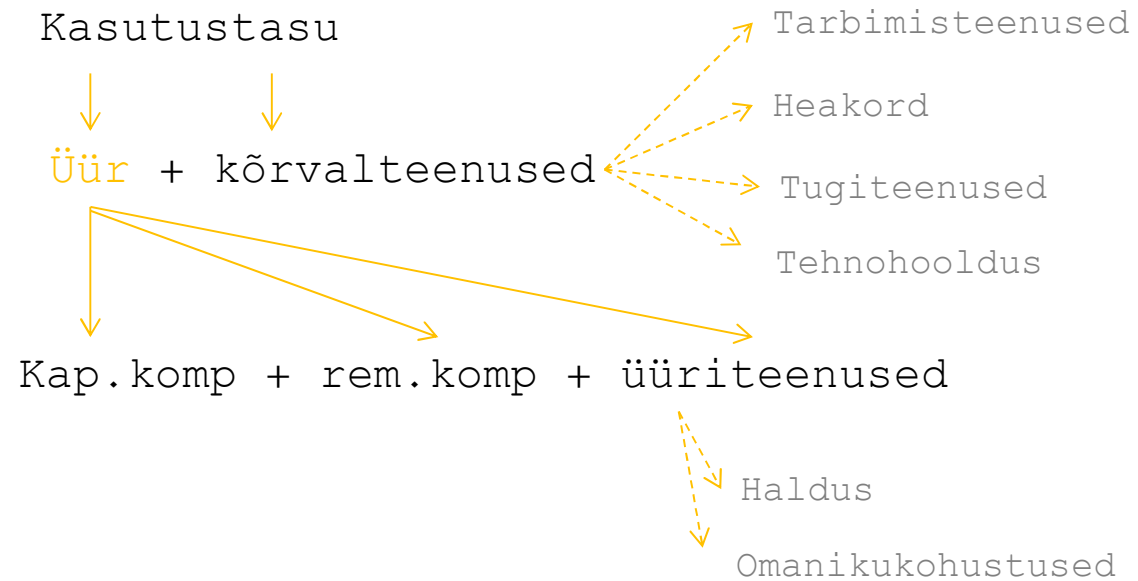 Kasutustasu
Tarbimisteenused
Heakord
Üür + kõrvalteenused
Tugiteenused
Tehnohooldus
Kap.komp + rem.komp + üüriteenused
Haldus
Omanikukohustused